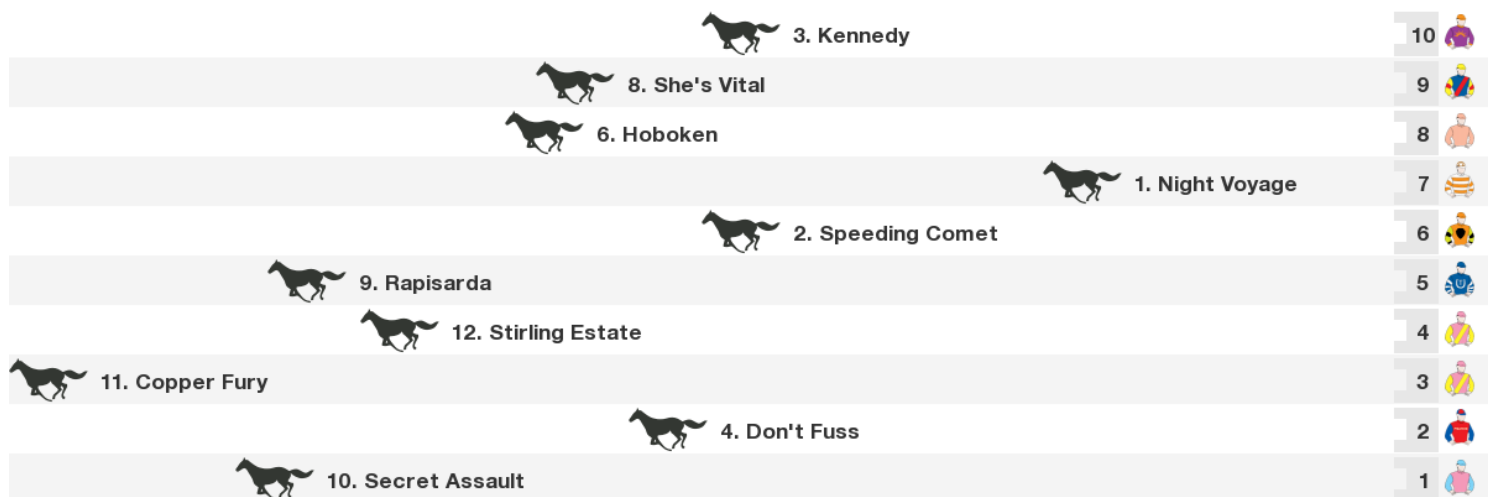 3. Kennedy 10
8. She's Vital 9
6. Hoboken 8
1. Night Voyage 7
2. Speeding Comet 6
9. Rapisarda 5
12. Stirling Estate 4
11. Copper Fury 3
4. Don't Fuss 2
10. Secret Assault 1